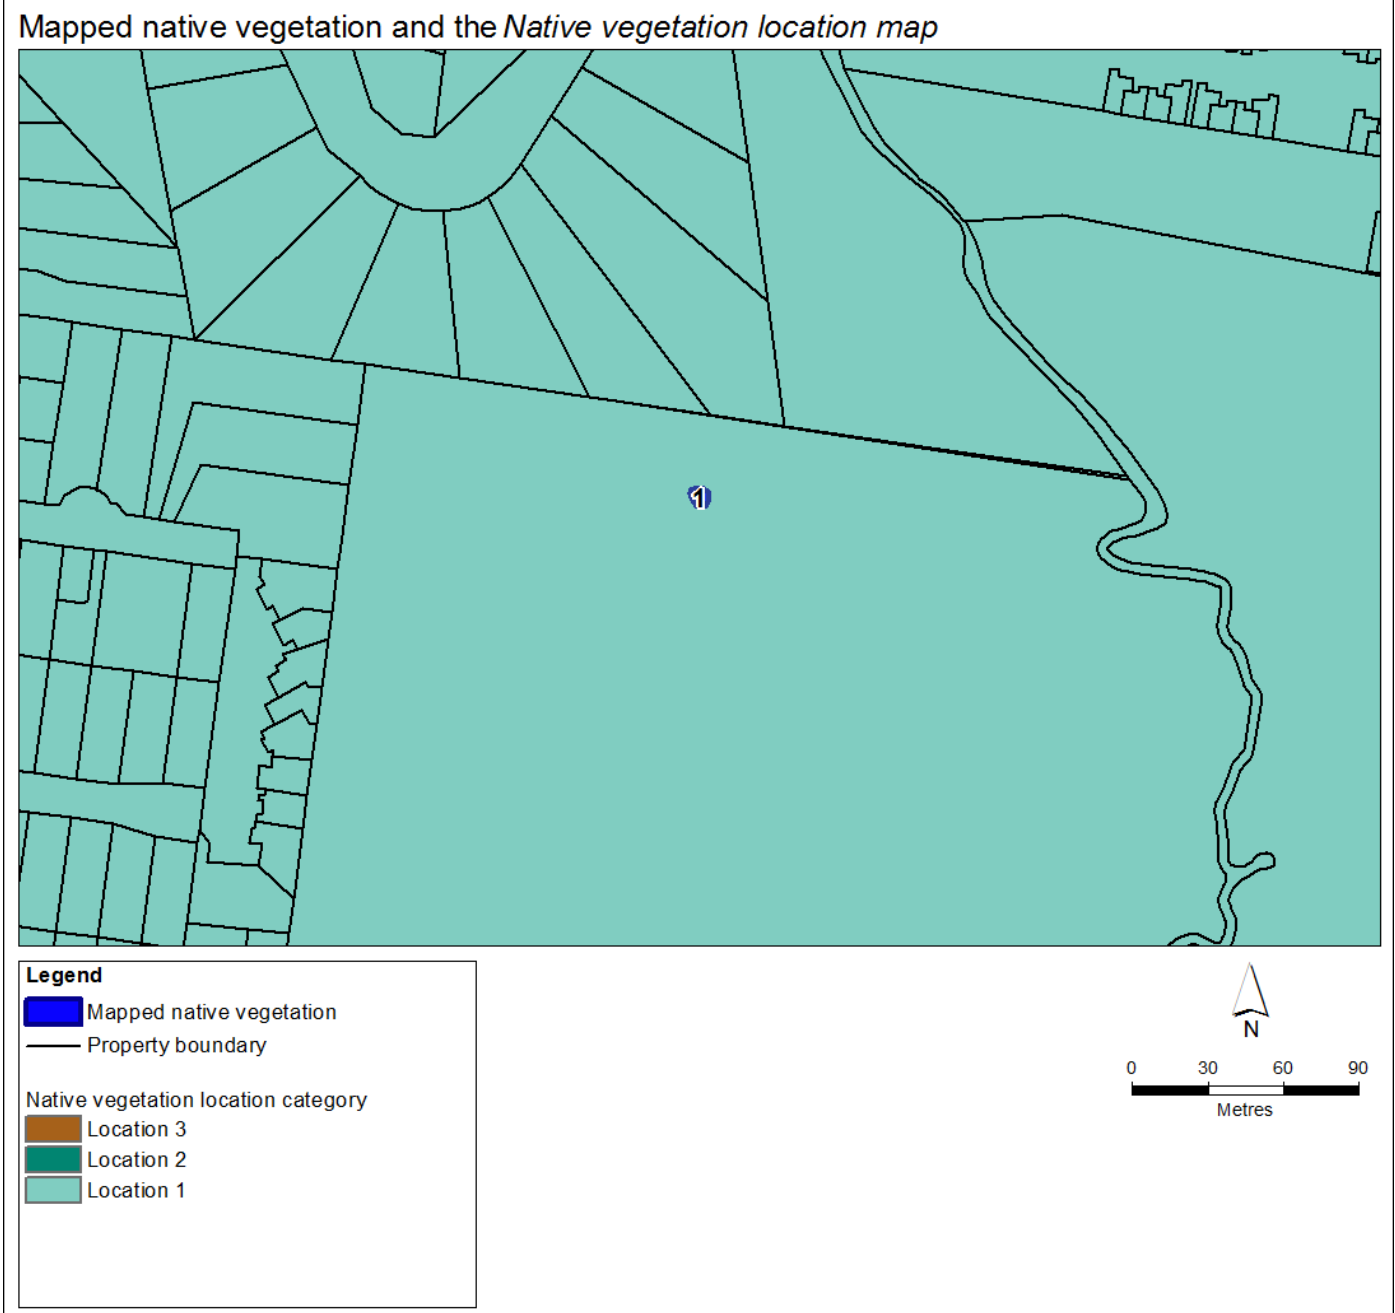 Mapped native vegetation and the Native vegetation location map
1
Legend
Mapped native vegetation
Property boundary
Native vegetation location category
Location 3
Location 2
Location 1
N
0 30 60 90
Metres